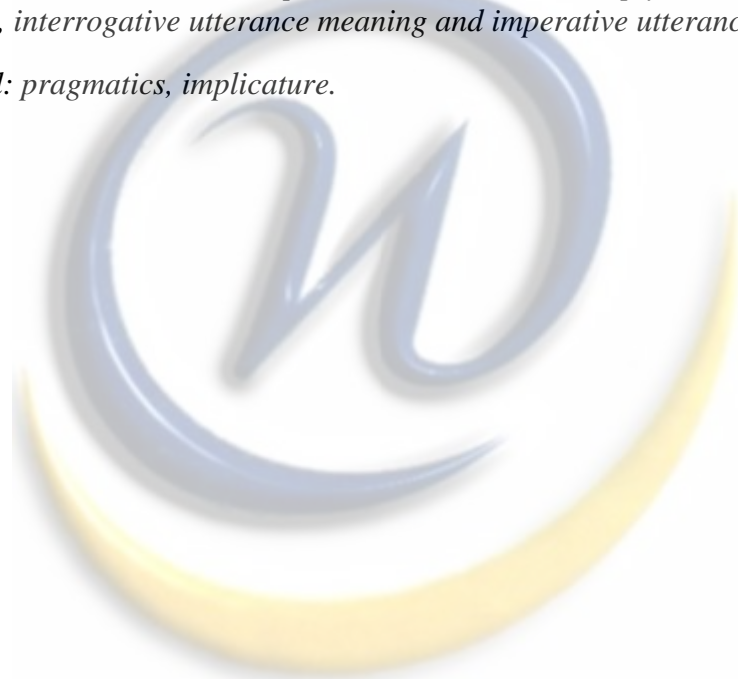 , interrogative utterance meaning and imperative utteranc
: pragmatics, implicature.